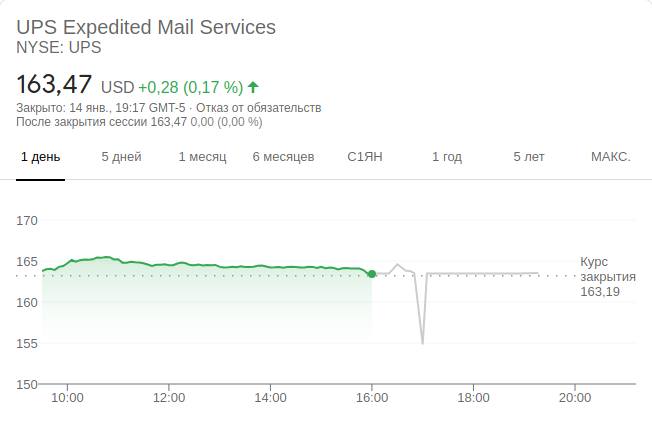 UPS Expedited Mail Services
NYSE: UPS
163,47 USD +0,28 (0,17 %)
Закрыто: 14 янв., 19:17 GMT-5 · Отказ от обязательств
После закрытия сессии 163,47 0,00 (0,00 %)
1 день 5 дней 1 месяц 6 месяцев С1ЯН 1 год 5 лет МАКС.
170
165
160
155
150
Курс
закрытия
163,19
10:00 12:00 14:00 16:00 18:00 20:00